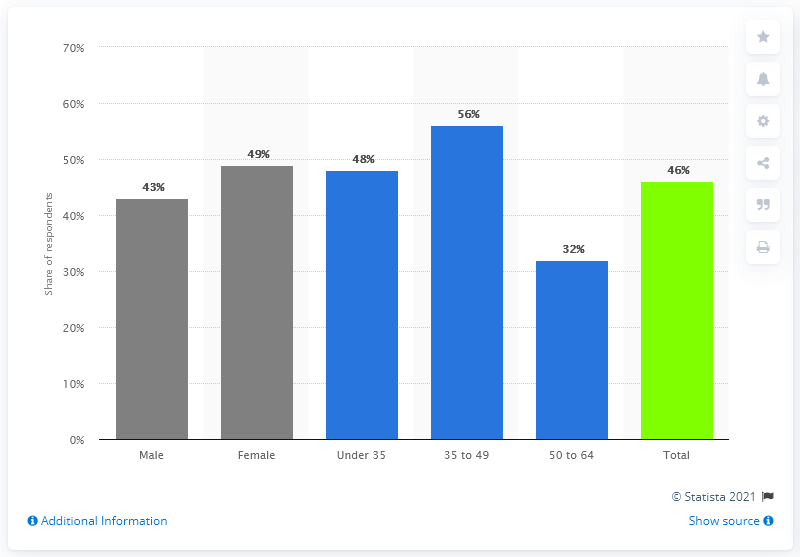 70%
60%
50%
40%
30%
20%
10%
0%
Share of respondents
43%
49%
48%
56%
32%
46%
Male
Female
Under 35
35 to 49
50 to 64
Total
© Statista 2021
Additional Information
Show source